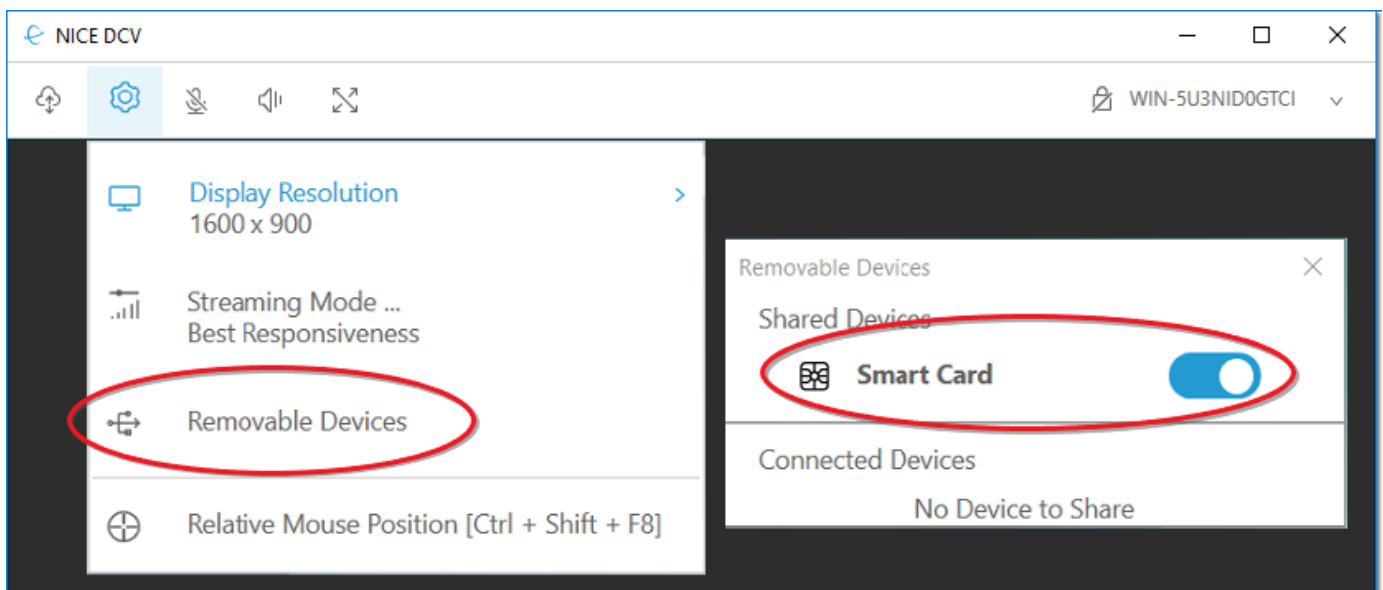 NICE DCV
WIN-5U3NID0GTCI
Display Resolution
1600 x 900
Streaming Mode ...
Best Responsiveness
Removable Devices
Relative Mouse Position [Ctrl + Shift + F8]
Removable Devices
Shared Devices
Smart Card
Connected Devices
No Device to Share